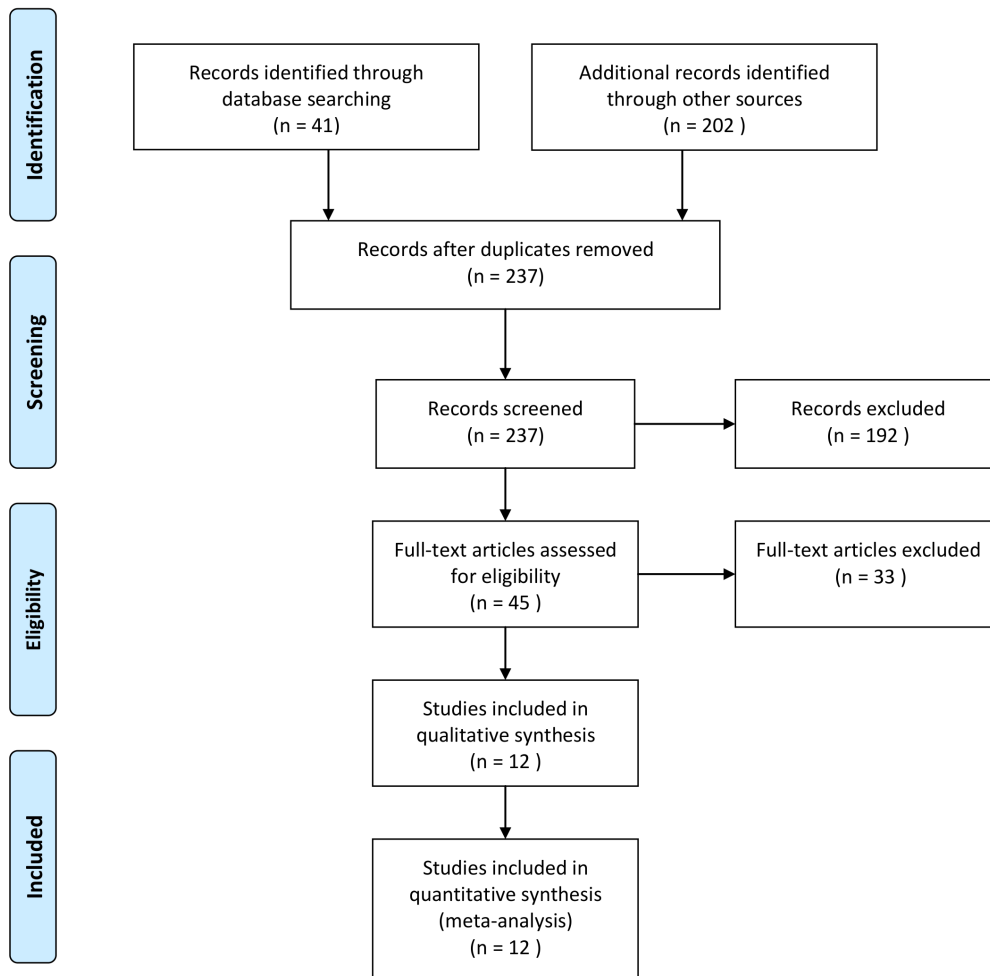 Identification
Records identified through
database searching
(n = 41)
Additional records identified
through other sources
(n = 202 )
Records after duplicates removed
(n = 237)
Screening
Records screened
(n = 237)
Records excluded
(n = 192 )
Eligibility
Full-text articles assessed
for eligibility
(n = 45 )
Full-text articles excluded
(n = 33 )
Studies included in
qualitative synthesis
(n = 12 )
Included
Studies included in
quantitative synthesis
(meta-analysis)
(n = 12 )